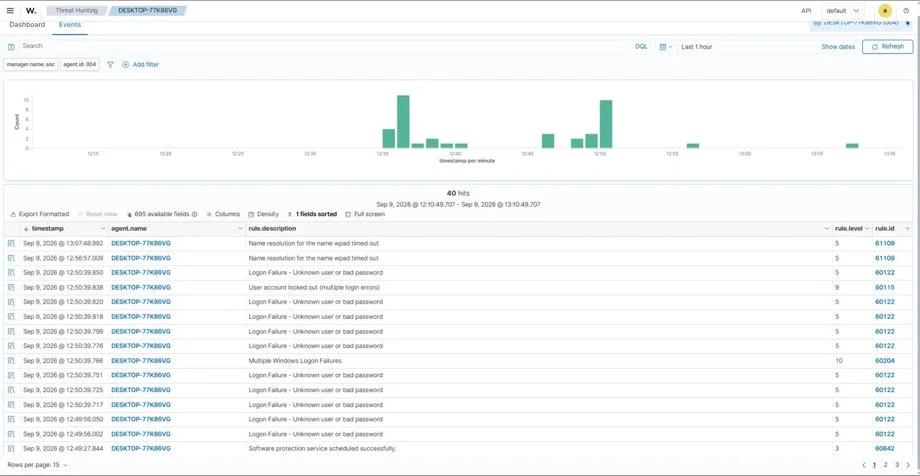 W. Threat Hunting DESKTOP-77K86VG API default a
Dashboard Events DESKTOP-77K86VG (004)
Search DQL Last 1 hour Show dates Refresh
manager.name: soc agent.id: 004 Add filter
Count
10
8
6
4
2
0
12:15 12:20 12:25 12:30 12:35 12:40 12:45 12:50 12:55 13:00 13:05 13:10
timestamp per minute
40 hits
Sep 9, 2026 @ 12:10:49.707 - Sep 9, 2026 @ 13:10:49.707
Export Formatted Reset view 695 available fields Columns Density 1 fields sorted Full screen
timestamp agent.name rule.description rule.level rule.id
Sep 9, 2026 @ 13:07:48.992 DESKTOP-77K86VG Name resolution for the name wpad timed out 5 61109
Sep 9, 2026 @ 12:56:57.009 DESKTOP-77K86VG Name resolution for the name wpad timed out 5 61109
Sep 9, 2026 @ 12:50:39.850 DESKTOP-77K86VG Logon Failure - Unknown user or bad password 5 60122
Sep 9, 2026 @ 12:50:39.838 DESKTOP-77K86VG User account locked out (multiple login errors) 9 60115
Sep 9, 2026 @ 12:50:39.820 DESKTOP-77K86VG Logon Failure - Unknown user or bad password 5 60122
Sep 9, 2026 @ 12:50:39.818 DESKTOP-77K86VG Logon Failure - Unknown user or bad password 5 60122
Sep 9, 2026 @ 12:50:39.799 DESKTOP-77K86VG Logon Failure - Unknown user or bad password 5 60122
Sep 9, 2026 @ 12:50:39.776 DESKTOP-77K86VG Logon Failure - Unknown user or bad password 5 60122
Sep 9, 2026 @ 12:50:39.766 DESKTOP-77K86VG Multiple Windows Logon Failures 10 60204
Sep 9, 2026 @ 12:50:39.751 DESKTOP-77K86VG Logon Failure - Unknown user or bad password 5 60122
Sep 9, 2026 @ 12:50:39.725 DESKTOP-77K86VG Logon Failure - Unknown user or bad password 5 60122
Sep 9, 2026 @ 12:50:39.717 DESKTOP-77K86VG Logon Failure - Unknown user or bad password 5 60122
Sep 9, 2026 @ 12:49:56.050 DESKTOP-77K86VG Logon Failure - Unknown user or bad password 5 60122
Sep 9, 2026 @ 12:49:56.002 DESKTOP-77K86VG Logon Failure - Unknown user or bad password 5 60122
Sep 9, 2026 @ 12:49:27.844 DESKTOP-77K86VG Software protection service scheduled successfully. 3 60642
Rows per page: 15 1 2 3